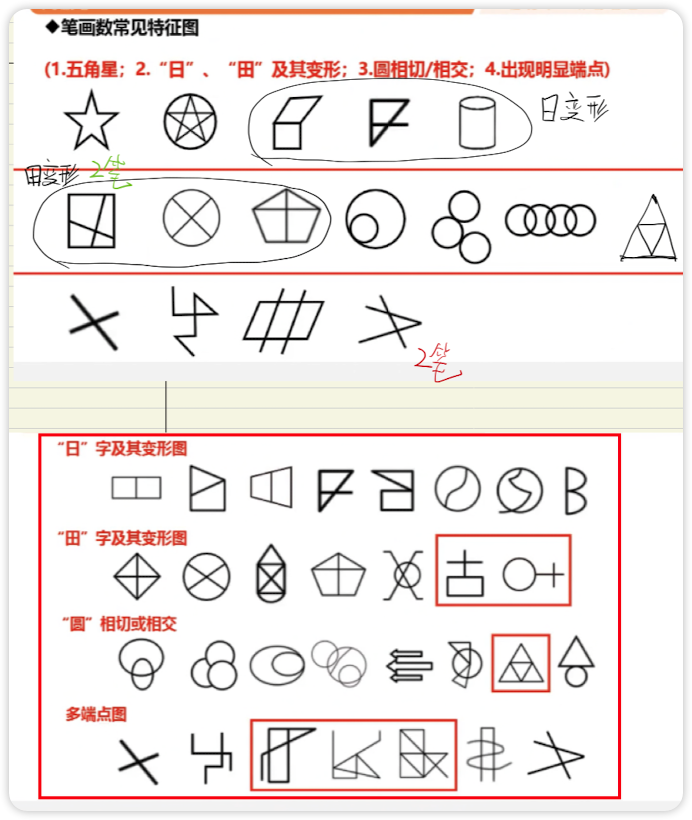 ◆笔画数常见特征图
(1.五角星；2.“日”、“田”及其变形；3.圆相切/相交；4.出现明显端点)
日变形
田变形 2笔
2笔
“日”字及其变形图
“田”字及其变形图
“圆”相切或相交
多端点图